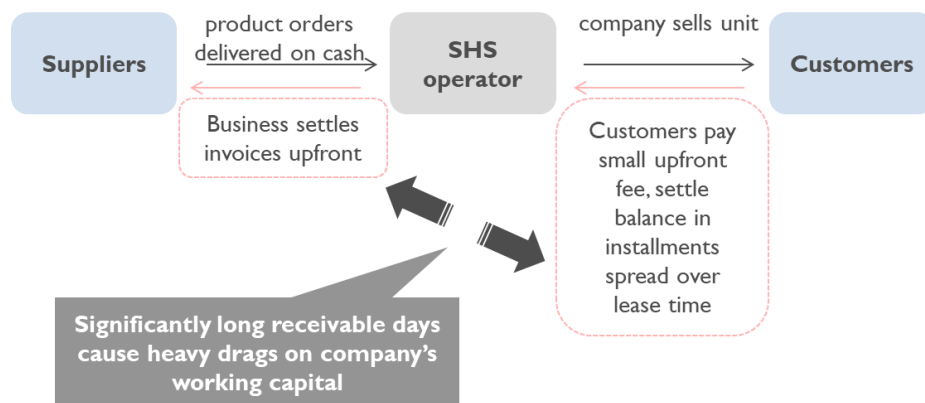 product orders
delivered on cash
company sells unit
Suppliers
SHS
operator
Customers
Business settles
invoices upfront
Customers pay
small upfront
fee, settle
balance in
installments
spread over
lease time
Significantly long receivable days
cause heavy drags on company's
working capital